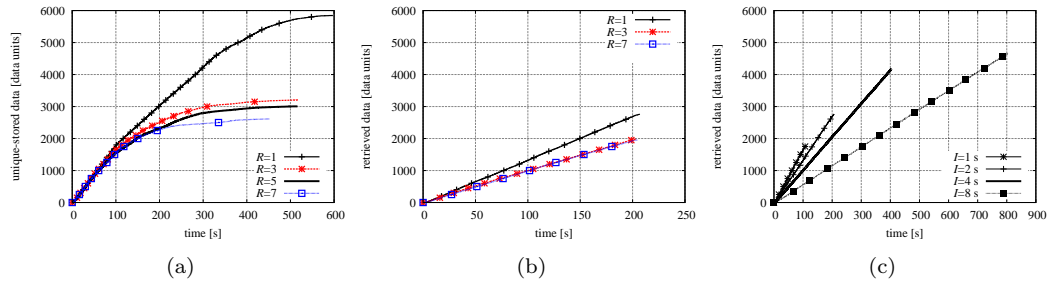 unique-stored data [data units]
6000
5000
4000
3000
2000
1000
0
R=1
R=3
R=5
R=7
0 100 200 300 400 500 600
time [s]
(a)
retrieved data [data units]
6000
5000
4000
3000
2000
1000
0
R=1
R=3
R=7
0 50 100 150 200 250
time [s]
(b)
retrieved data [data units]
6000
5000
4000
3000
2000
1000
0
I=1 s
I=2 s
I=4 s
I=8 s
0 100 200 300 400 500 600 700 800 900
time [s]
(c)